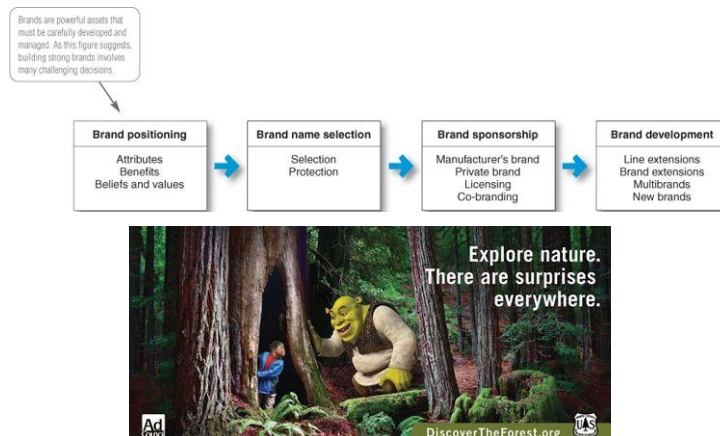 Brands are powerful assets that
must be carefully developed and
managed. As this figure suggests,
building strong brands involves
many challenging decisions.
Brand positioning
Attributes
Benefits
Beliefs and values
Brand name selection
Selection
Protection
Brand sponsorship
Manufacturer's brand
Private brand
Licensing
Co-branding
Brand development
Line extensions
Brand extensions
Multibrands
New brands
Explore nature.
There are surprises
everywhere.
Ad
COUNCIL
DiscoverTheForest.org
U S